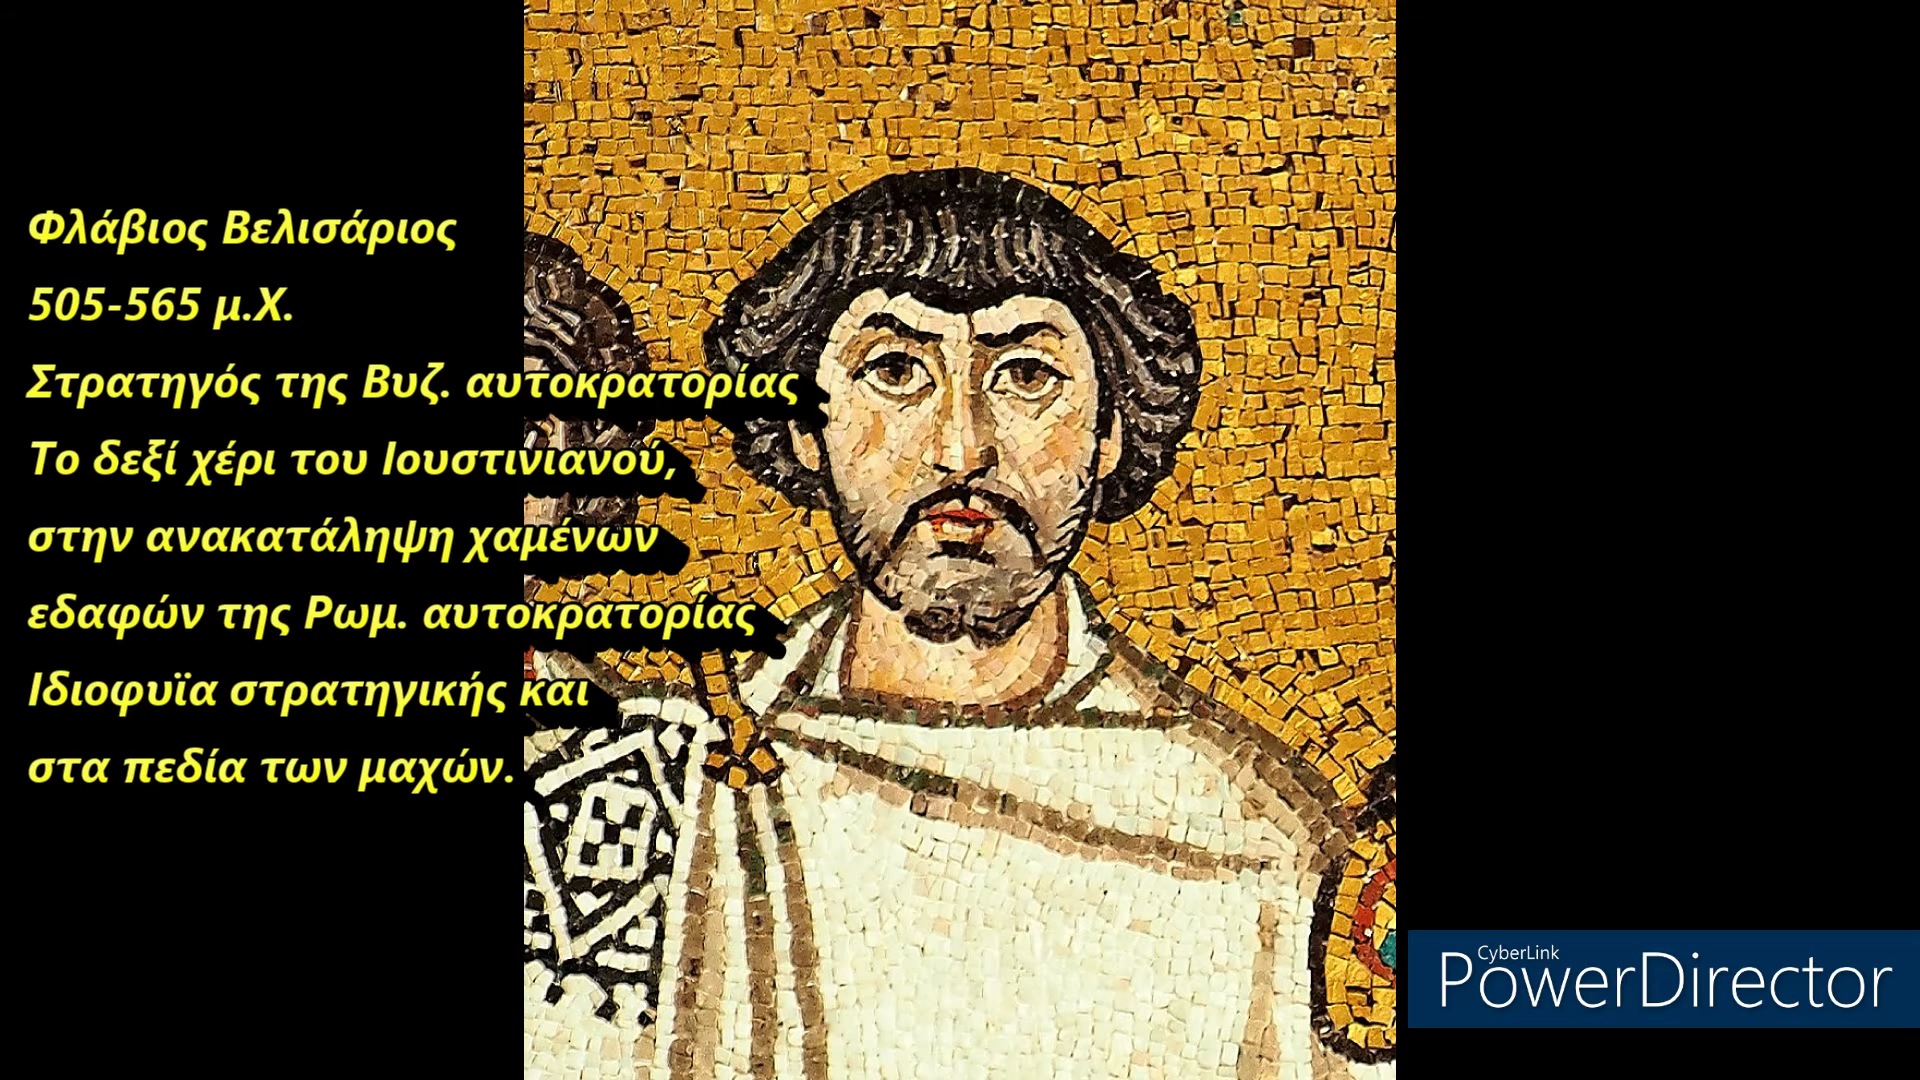 Φλάβιος Βελισάριος
505-565 μ.Χ.
Στρατηγός της Βυζ. αυτοκρατορίας
Το δεξί χέρι του Ιουστινιανού,
στην ανακατάληψη χαμένων
εδαφών της Ρωμ. αυτοκρατορίας
Ιδιοφυϊα στρατηγικής και
στα πεδία των μαχών.
CyberLink
PowerDirector